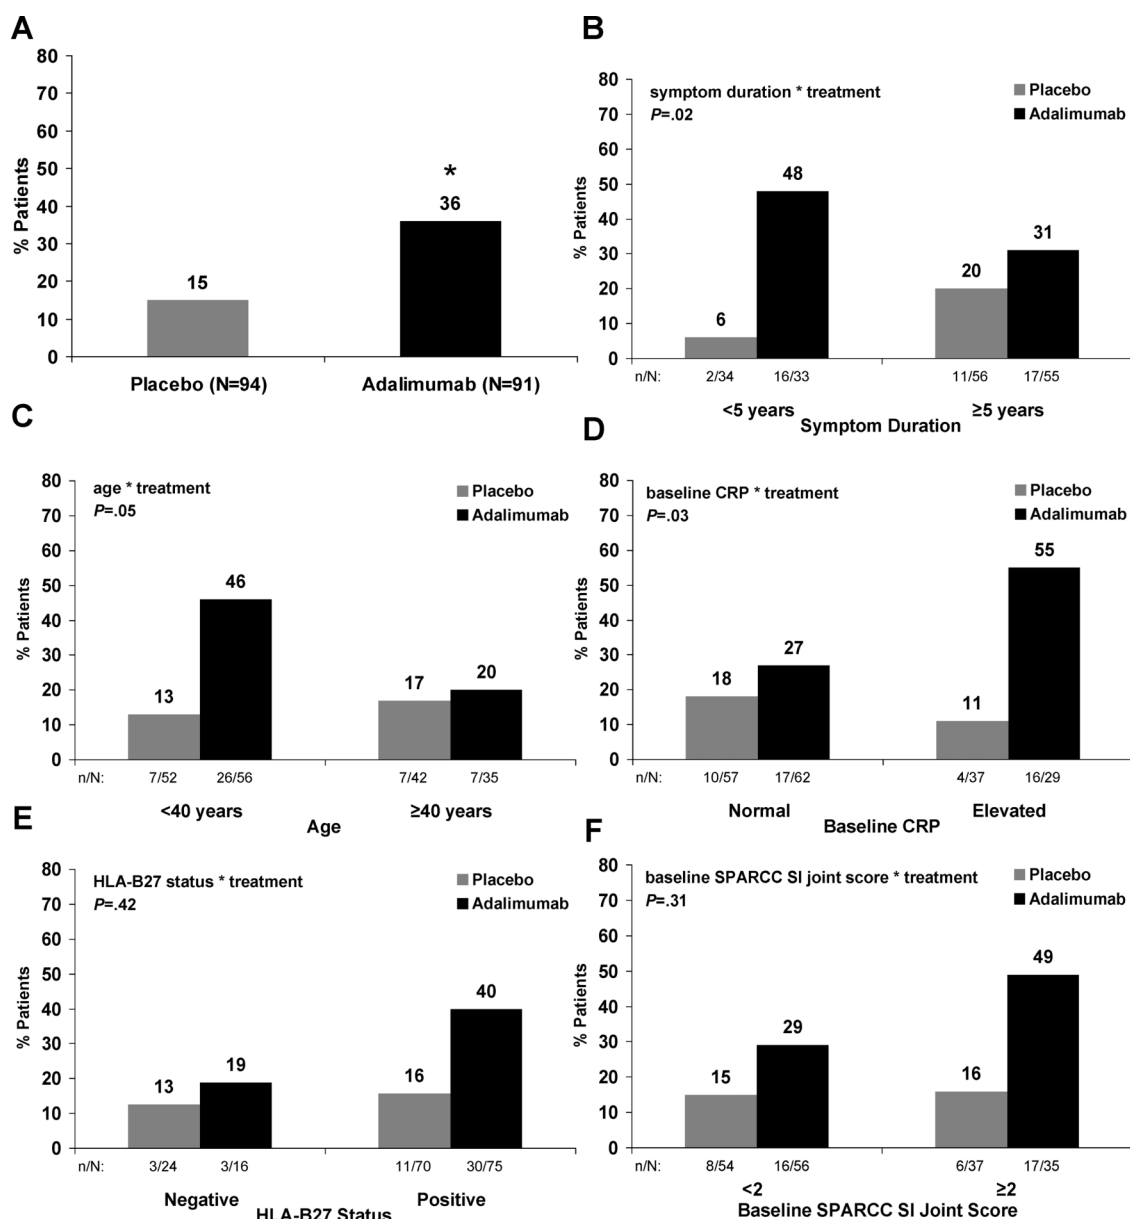 A
80
70
60
50
40
30
20
10
0
% Patients
15
*
36
Placebo (N=94)
Adalimumab (N=91)
B
80
70
60
50
40
30
20
10
0
% Patients
symptom duration * treatment
P=.02
Placebo
Adalimumab
6
48
20
31
n/N: 2/34 16/33 11/56 17/55
<5 years ≥5 years
Symptom Duration
C
80
70
60
50
40
30
20
10
0
% Patients
age * treatment
P=.05
Placebo
Adalimumab
13
46
17
20
n/N: 7/52 26/56 7/42 7/35
<40 years ≥40 years
Age
D
80
70
60
50
40
30
20
10
0
% Patients
baseline CRP * treatment
P=.03
Placebo
Adalimumab
18
27
11
55
n/N: 10/57 17/62 4/37 16/29
Normal Elevated
Baseline CRP
E
80
70
60
50
40
30
20
10
0
% Patients
HLA-B27 status * treatment
P=.42
Placebo
Adalimumab
13
19
16
40
n/N: 3/24 3/16 11/70 30/75
Negative Positive
HLA-B27 Status
F
80
70
60
50
40
30
20
10
0
% Patients
baseline SPARCC SI joint score * treatment
P=.31
Placebo
Adalimumab
15
29
16
49
n/N: 8/54 16/56 6/37 17/35
<2 ≥2
Baseline SPARCC SI Joint Score